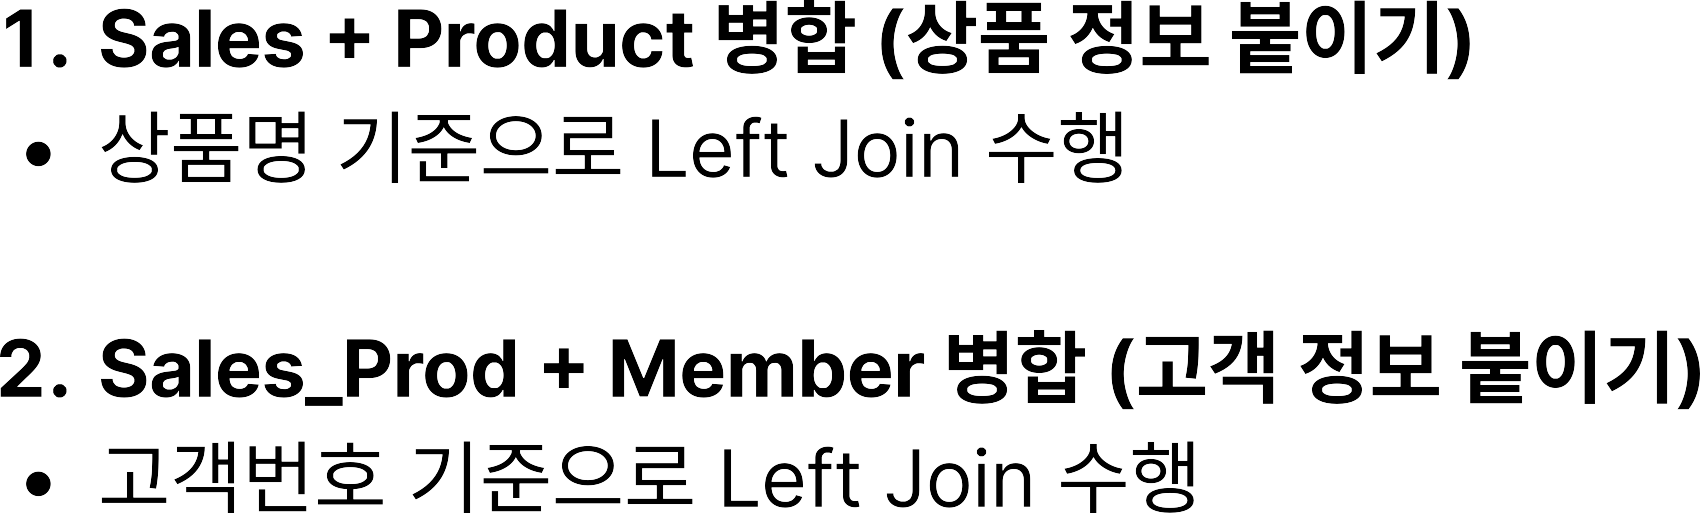 1. Sales + Product 병합 (상품 정보 붙이기)
• 상품명 기준으로 Left Join 수행
2. Sales_Prod + Member 병합 (고객 정보 붙이기)
• 고객번호 기준으로 Left Join 수행